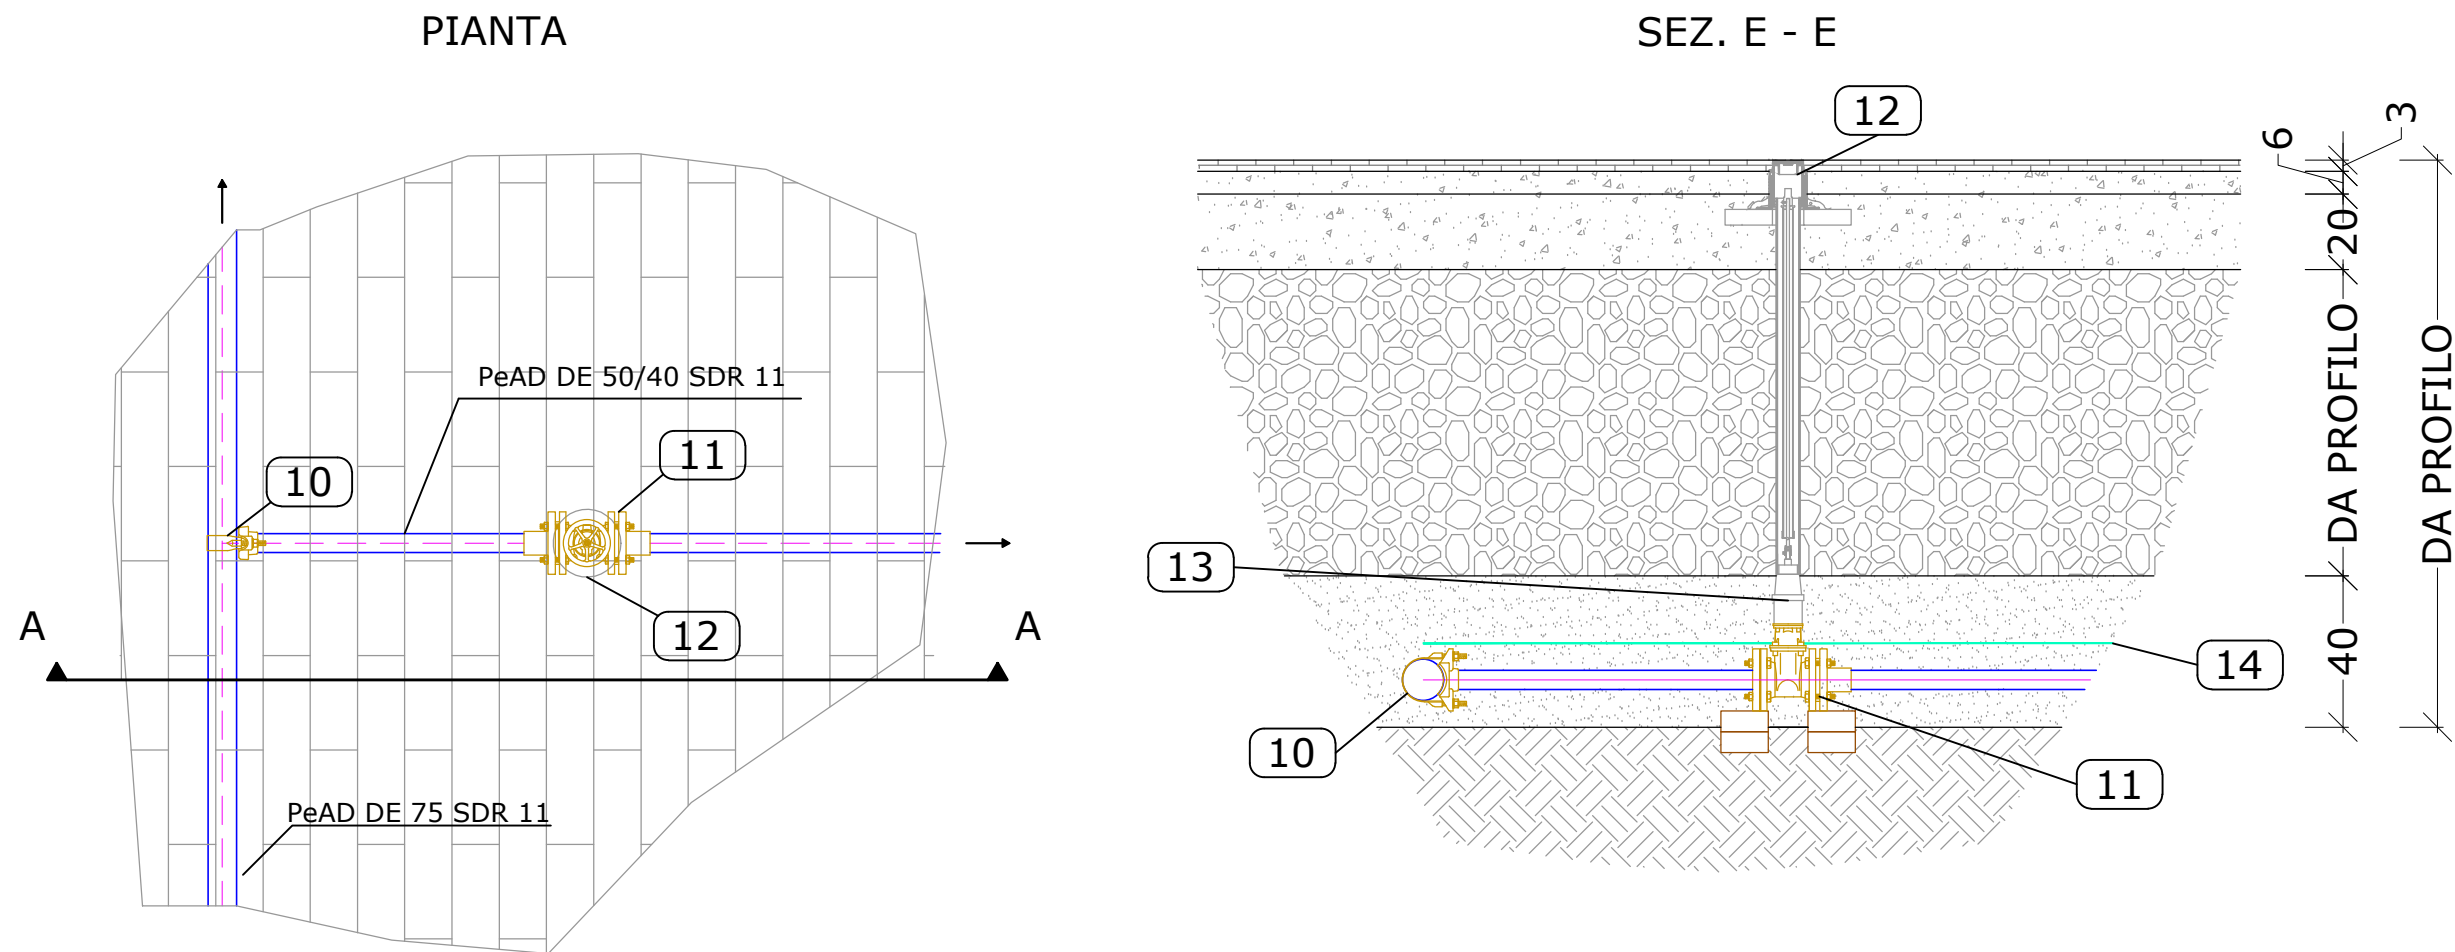 PIANTA
PeAD DE 50/40 SDR 11
11
10
12
A
A
PeAD DE 75 SDR 11
SEZ. E - E
12
13
14
10
11
3
6
20
DA PROFILO
40
DA PROFILO